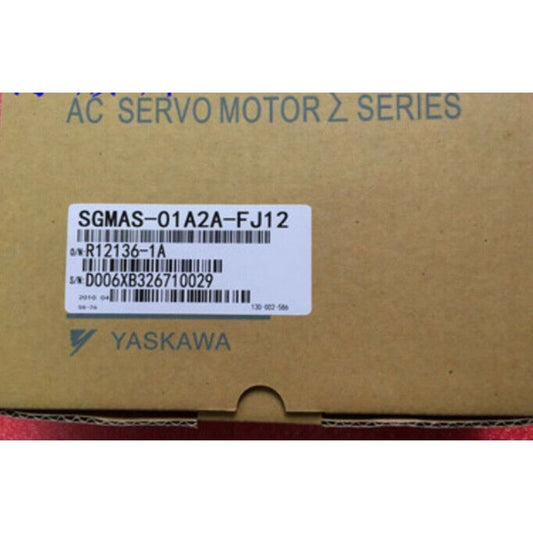 AC SERVO MOTOR Σ SERIES
SGMAS-01A2A-FJ12
O/N R12136-1A
S/N D006XB326710029
2010 04
130-002-586
YASKAWA